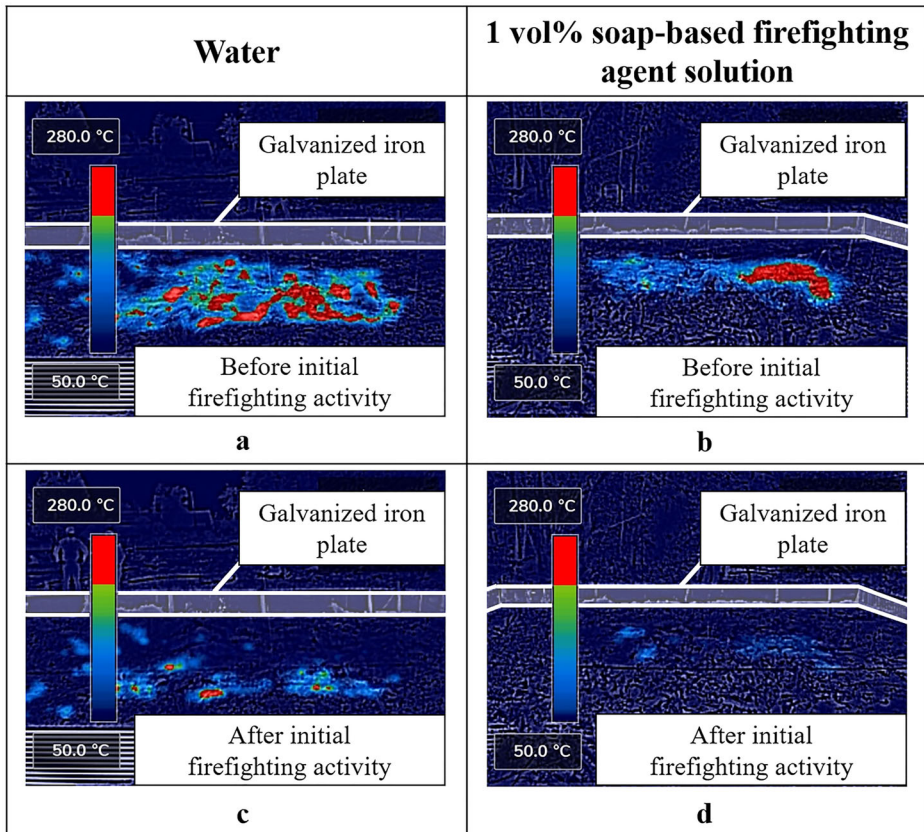 Water
1 vol% soap-based firefighting
agent solution
280.0 °C
Galvanized iron
plate
50.0 °C
Before initial
firefighting activity
a
280.0 °C
Galvanized iron
plate
50.0 °C
Before initial
firefighting activity
b
280.0 °C
Galvanized iron
plate
50.0 °C
After initial
firefighting activity
c
280.0 °C
Galvanized iron
plate
50.0 °C
After initial
firefighting activity
d